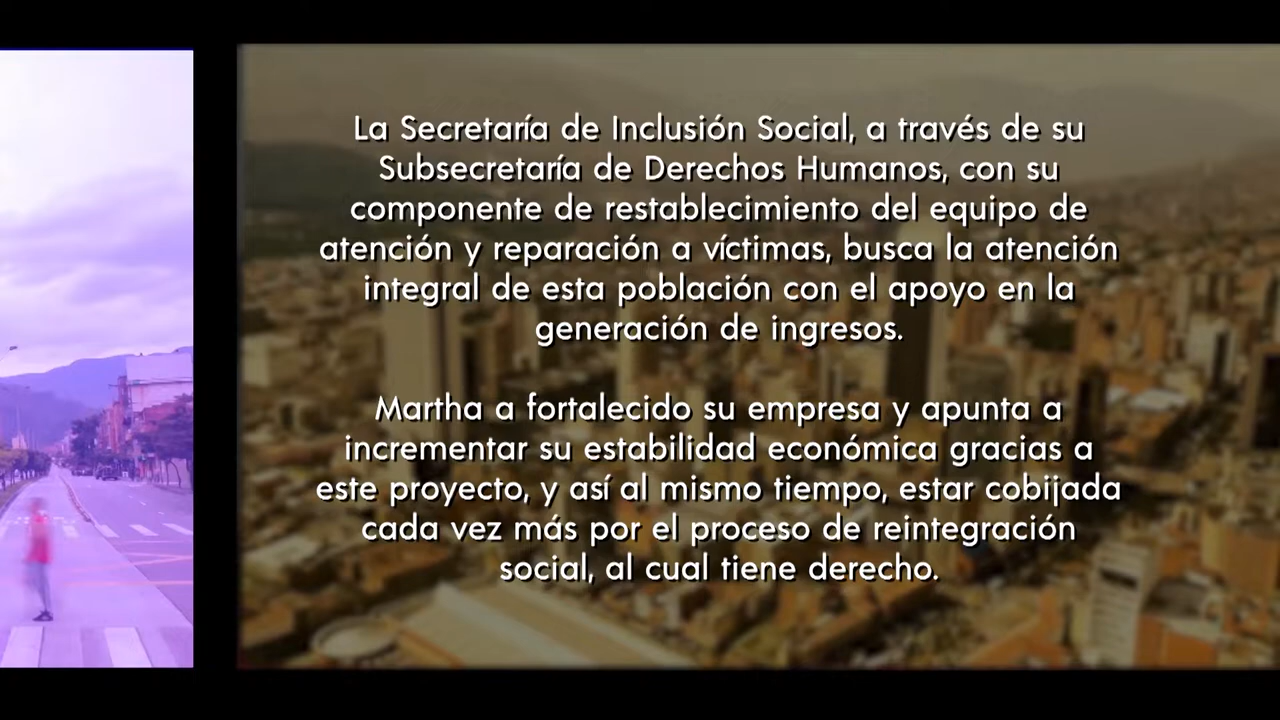 La Secretaría de Inclusión Social, a través de su
Subsecretaría de Derechos Humanos, con su
componente de restablecimiento del equipo de
atención y reparación a víctimas, busca la atención
integral de esta población con el apoyo en la
generación de ingresos.
Martha a fortalecido su empresa y apunta a
incrementar su estabilidad económica gracias a
este proyecto, y así al mismo tiempo, estar cobijada
cada vez más por el proceso de reintegración
social, al cual tiene derecho.